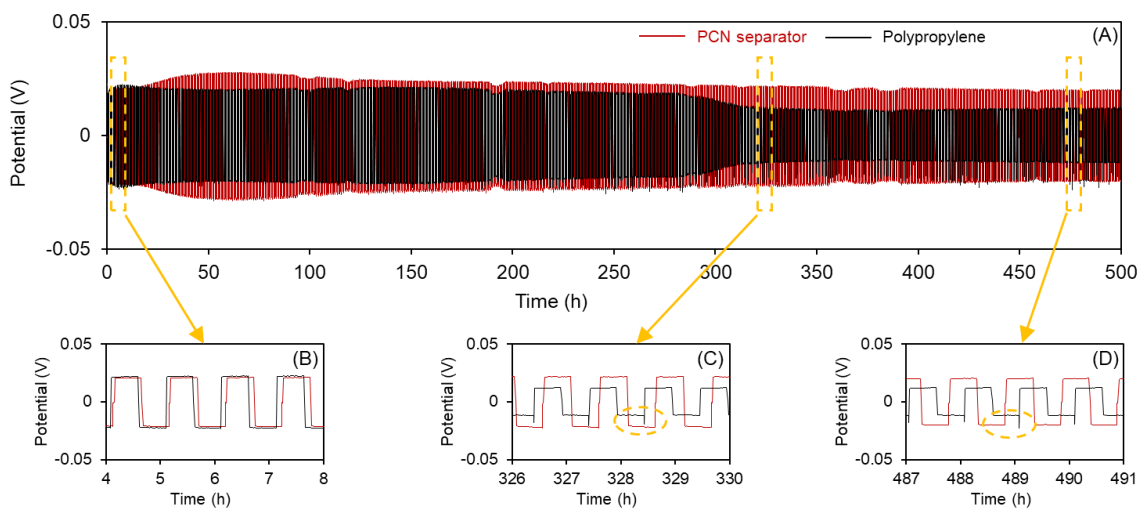 0.05
PCN separator
Polypropylene
(A)
Potential (V)
0
-0.05
0
50
100
150
200
250
300
350
400
450
500
Time (h)
0.05
(B)
Potential (V)
0
-0.05
4
5
6
7
8
Time (h)
0.05
(C)
Potential (V)
0
-0.05
326
327
328
329
330
Time (h)
0.05
(D)
Potential (V)
0
-0.05
487
488
489
490
491
Time (h)